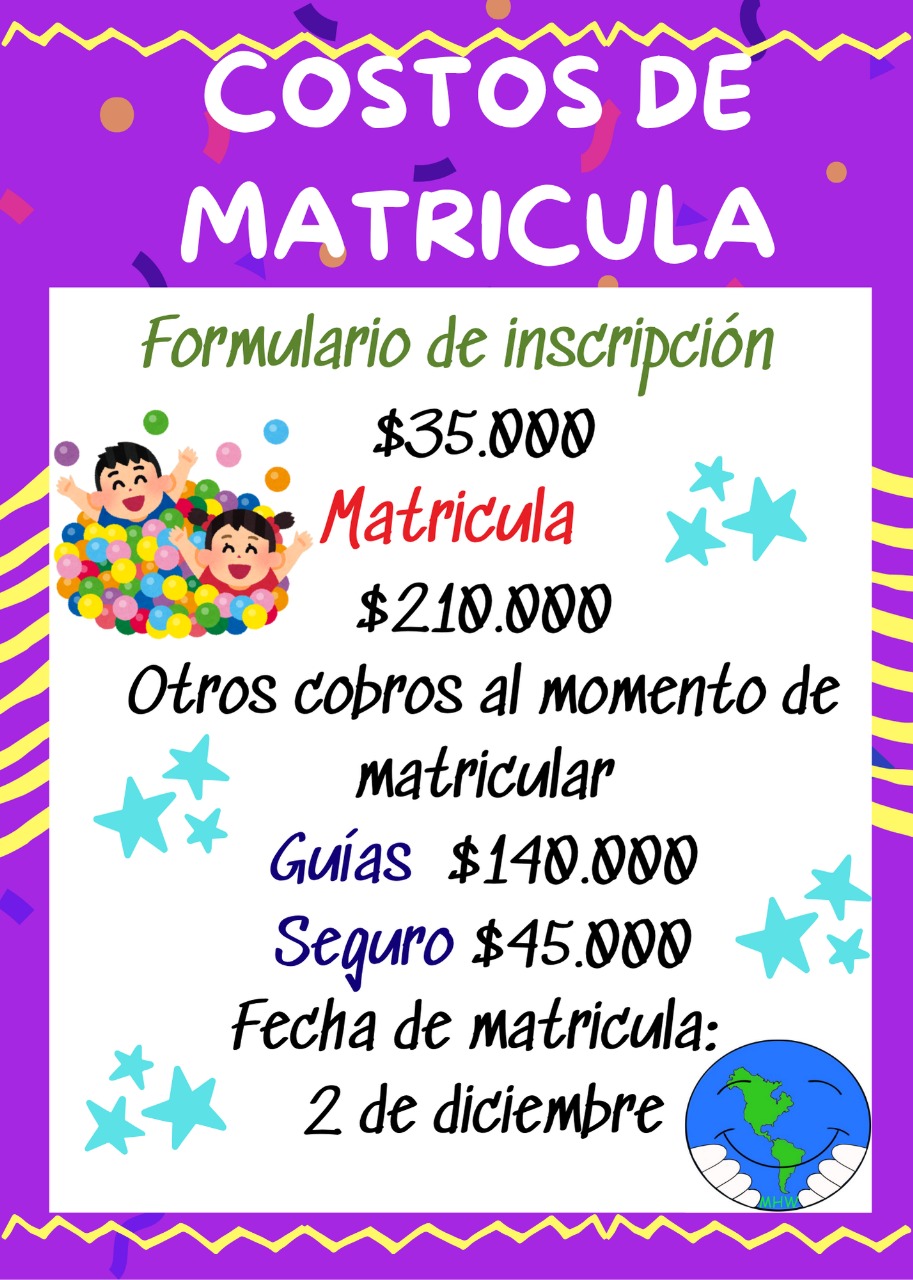 COSTOS DE
MATRICULA
Formulario de inscripción
$35.000
Matricula
$210.000
Otros cobros al momento de
matricular
Guías $140.000
Seguro $45.000
Fecha de matricula:
2 de diciembre
MHW